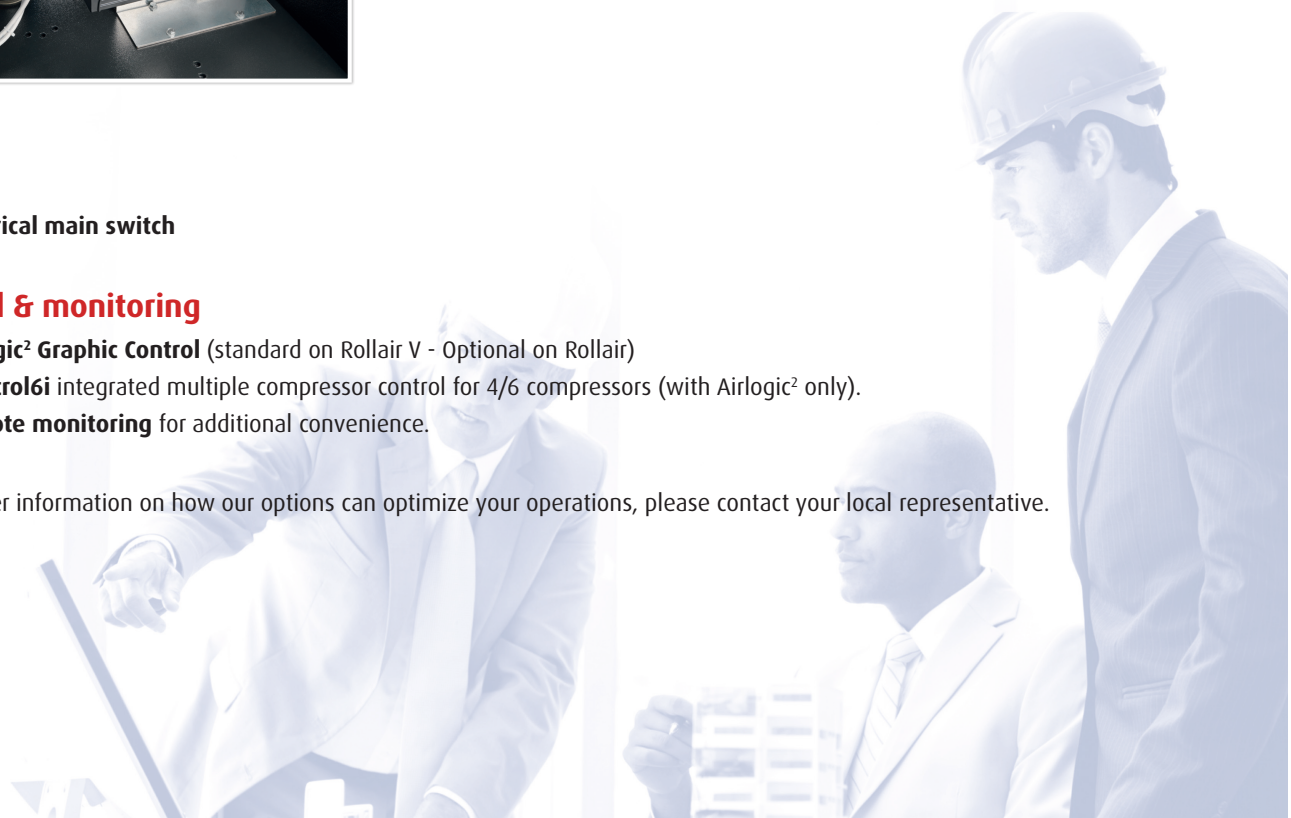 ical main switch
& monitoring
gic² Graphic Control (standard on Rollair V - Optional on Rollair)
rol6i integrated multiple compressor control for 4/6 compressors (with Airlogic² only).
ote monitoring for additional convenience.
er information on how our options can optimize your operations, please contact your local representative.